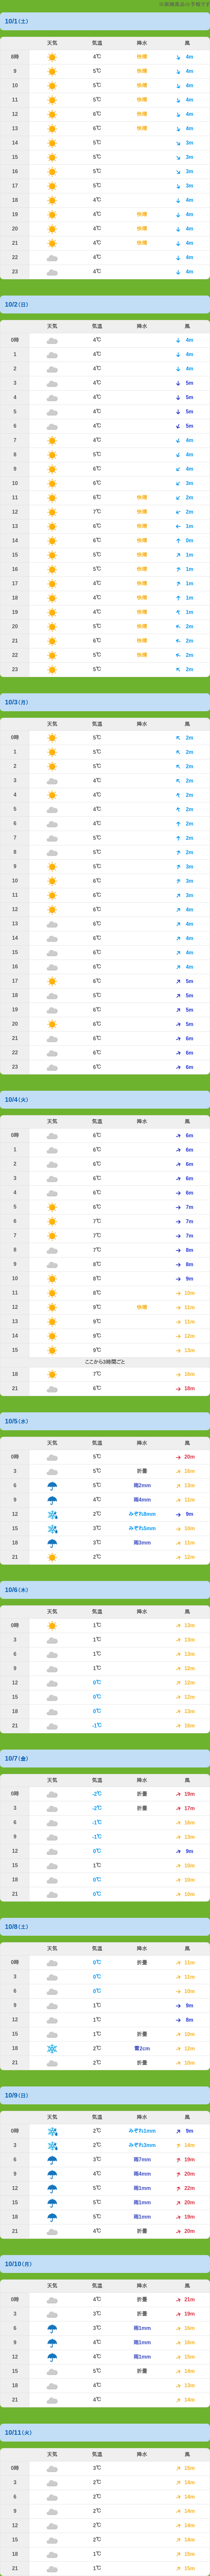 10/1(土)
天気 気温 降水 風
8時 4℃ 快晴 4m
9 5℃ 快晴 4m
10 5℃ 快晴 4m
11 5℃ 快晴 4m
12 6℃ 快晴 4m
13 6℃ 快晴 4m
14 5℃ 3m
15 5℃ 3m
16 5℃ 3m
17 5℃ 3m
18 4℃ 4m
19 4℃ 快晴 4m
20 4℃ 快晴 4m
21 4℃ 快晴 4m
22 4℃ 4m
23 4℃ 4m
10/2(日)
天気 気温 降水 風
0時 4℃ 4m
1 4℃ 4m
2 4℃ 4m
3 4℃ 5m
4 4℃ 5m
5 4℃ 5m
6 4℃ 5m
7 4℃ 4m
8 5℃ 4m
9 6℃ 4m
10 6℃ 3m
11 6℃ 快晴 2m
12 7℃ 快晴 2m
13 6℃ 快晴 1m
14 6℃ 快晴 0m
15 5℃ 快晴 1m
16 5℃ 快晴 1m
17 4℃ 快晴 1m
18 4℃ 快晴 1m
19 4℃ 快晴 1m
20 5℃ 快晴 2m
21 6℃ 快晴 2m
22 5℃ 快晴 2m
23 5℃ 2m
10/3(月)
天気 気温 降水 風
0時 5℃ 2m
1 5℃ 2m
2 5℃ 2m
3 4℃ 2m
4 4℃ 2m
5 4℃ 2m
6 4℃ 2m
7 5℃ 2m
8 5℃ 2m
9 5℃ 3m
10 6℃ 3m
11 6℃ 3m
12 6℃ 4m
13 6℃ 4m
14 6℃ 4m
15 6℃ 4m
16 6℃ 4m
17 6℃ 5m
18 5℃ 5m
19 6℃ 5m
20 6℃ 5m
21 6℃ 6m
22 6℃ 6m
23 6℃ 6m
10/4(火)
天気 気温 降水 風
0時 6℃ 6m
1 6℃ 6m
2 6℃ 6m
3 6℃ 6m
4 6℃ 6m
5 6℃ 7m
6 7℃ 7m
7 7℃ 7m
8 7℃ 8m
9 8℃ 8m
10 8℃ 9m
11 8℃ 10m
12 9℃ 快晴 11m
13 9℃ 11m
14 9℃ 12m
15 9℃ 13m
ここから3時間ごと
18 7℃ 16m
21 6℃ 18m
10/5(水)
天気 気温 降水 風
0時 5℃ 20m
3 5℃ 折曇 16m
6 5℃ 雨2mm 13m
9 4℃ 雨4mm 11m
12 2℃ みぞれ8mm 9m
15 3℃ みぞれ5mm 10m
18 3℃ 雨3mm 11m
21 2℃ 12m
10/6(木)
天気 気温 降水 風
0時 1℃ 13m
3 1℃ 13m
6 1℃ 13m
9 1℃ 12m
12 0℃ 12m
15 0℃ 12m
18 0℃ 13m
21 -1℃ 16m
10/7(金)
天気 気温 降水 風
0時 -2℃ 折曇 19m
3 -2℃ 折曇 17m
6 -1℃ 16m
9 -1℃ 13m
12 0℃ 9m
15 1℃ 10m
18 0℃ 10m
21 0℃ 10m
10/8(土)
天気 気温 降水 風
0時 0℃ 折曇 11m
3 0℃ 11m
6 0℃ 10m
9 1℃ 9m
12 1℃ 8m
15 1℃ 折曇 10m
18 2℃ 雪2cm 12m
21 2℃ 折曇 10m
10/9(日)
天気 気温 降水 風
0時 2℃ みぞれ1mm 9m
3 2℃ みぞれ3mm 14m
6 3℃ 雨7mm 19m
9 4℃ 雨4mm 20m
12 5℃ 雨1mm 22m
15 5℃ 雨1mm 20m
18 5℃ 雨1mm 19m
21 4℃ 折曇 20m
10/10(月)
天気 気温 降水 風
0時 4℃ 折曇 21m
3 3℃ 折曇 19m
6 3℃ 雨1mm 16m
9 4℃ 雨1mm 16m
12 4℃ 雨1mm 15m
15 5℃ 折曇 14m
18 4℃ 13m
21 4℃ 14m
10/11(火)
天気 気温 降水 風
0時 3℃ 15m
3 2℃ 14m
6 2℃ 14m
9 2℃ 14m
12 2℃ 14m
15 2℃ 14m
18 1℃ 15m
21 1℃ 15m